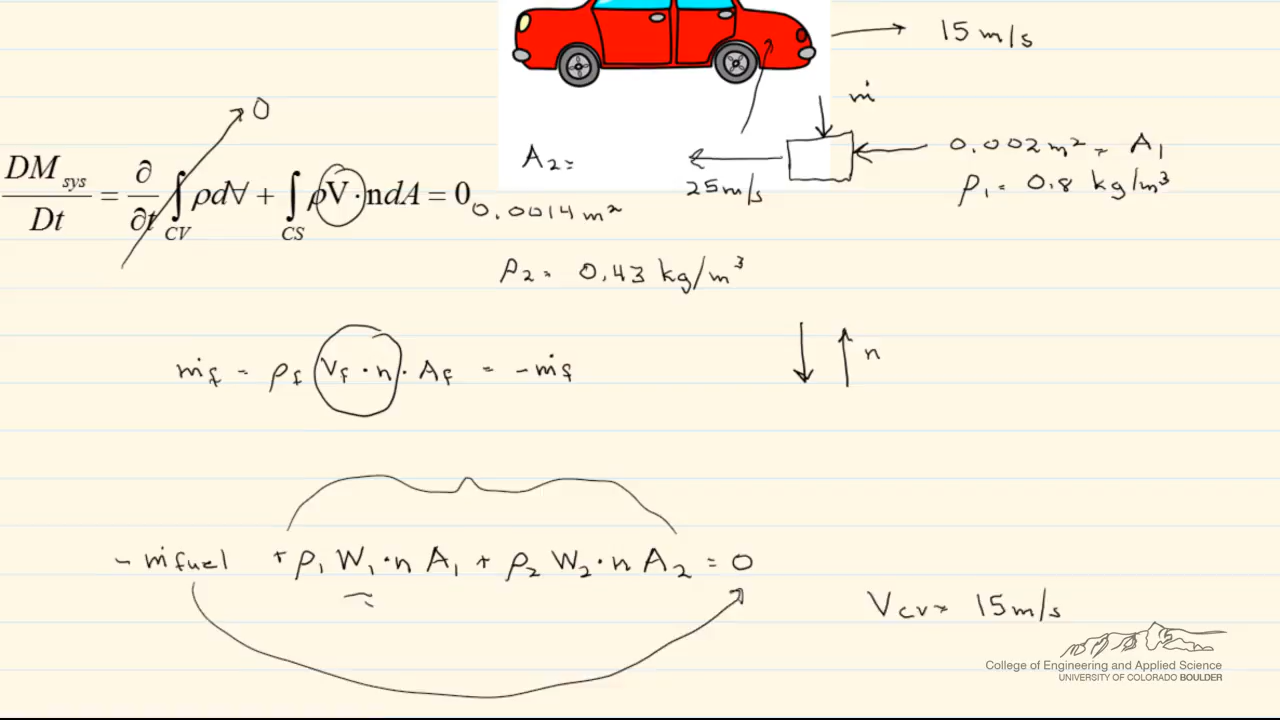 15 m/s
ṁ
0
A₂ =
0.002 m² = A₁
25 m/s
ρ₁ = 0.8 kg/m³
DM_sys/Dt = ∂/∂t ∫_CV ρdV + ∫_CS ρV · n dA = 0
0.0014 m²
ρ₂ = 0.43 kg/m³
n
ṁ_f = ρ_f (V_f · n) · A_f = -ṁ_f
- ṁ fuel + ρ₁ W₁ · n A₁ + ρ₂ W₂ · n A₂ = 0
V_CV = 15 m/s
College of Engineering and Applied Science
UNIVERSITY OF COLORADO BOULDER